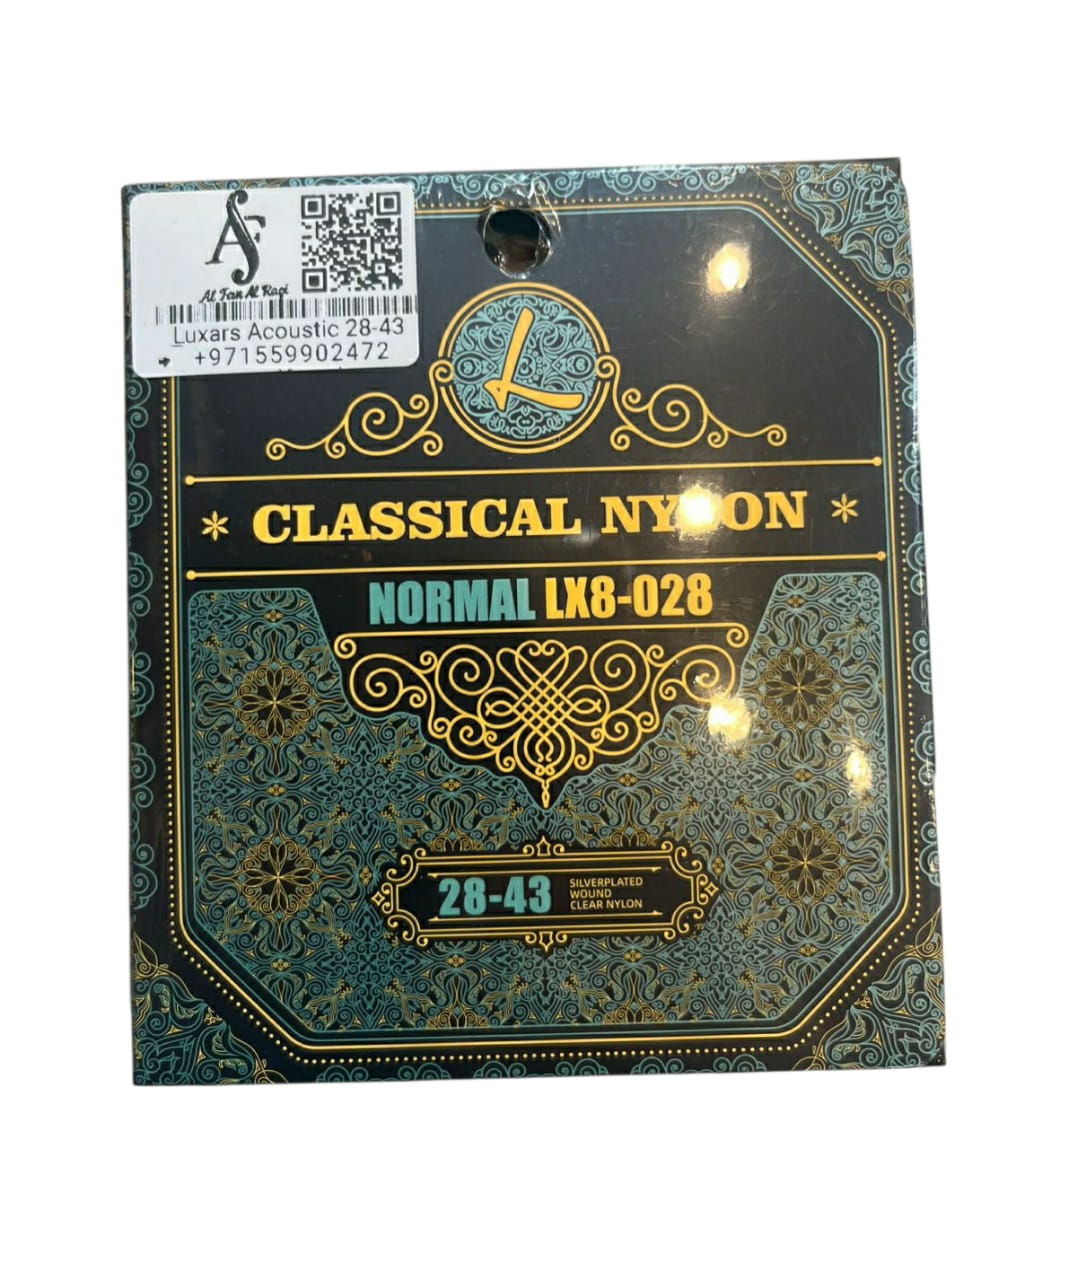 AF
Al Fan Al Raqi
Luxars Acoustic 28-43
+971559902472
L
* CLASSICAL NYLON *
NORMAL LX8-028
28-43
SILVERPLATED
WOUND
CLEAR NYLON